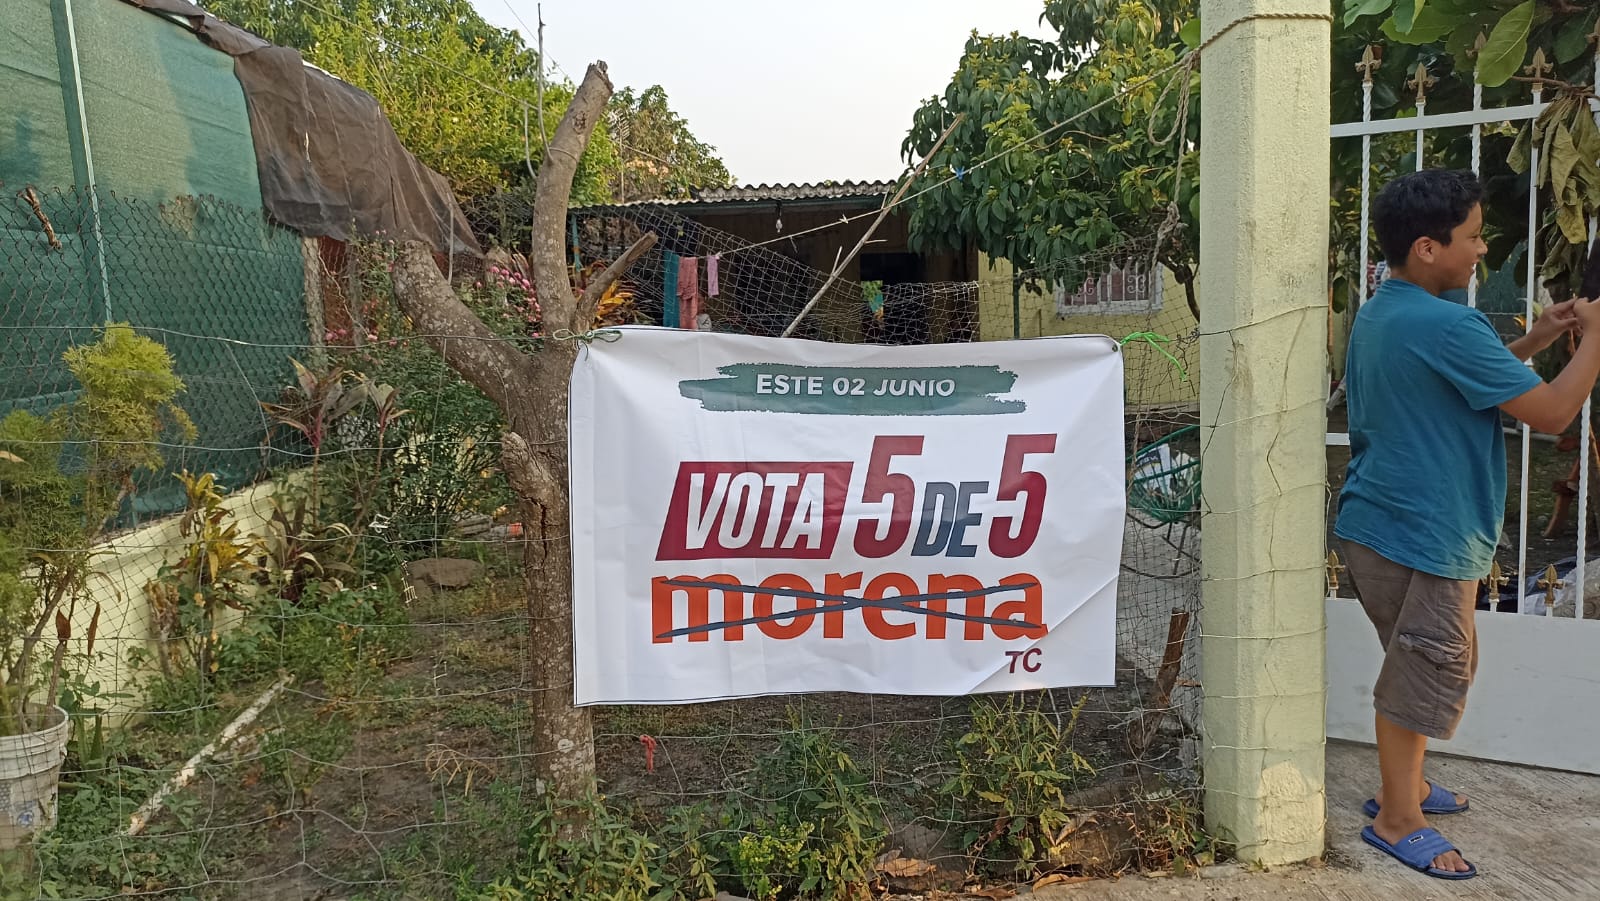 ESTE 02 JUNIO
VOTA 5 DE 5
morena
TC